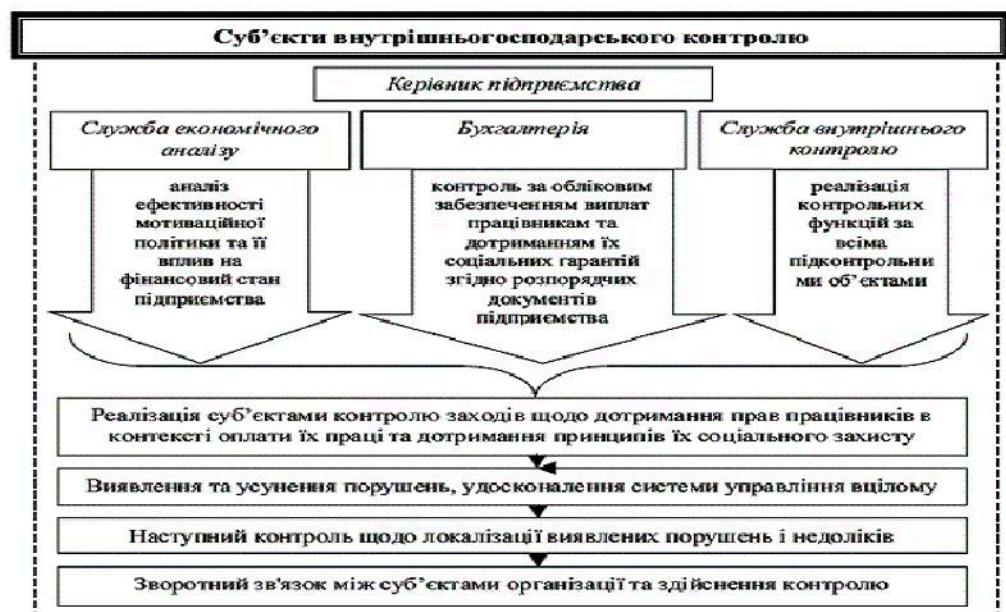 Суб’єкти внутрішньогосподарського контролю
Керівник підприємства
Служба економічного
аналізу
аналіз
ефективності
мотиваційної
політики та її
вплив на
фінансовий стан
підприємства
Бухгалтерія
контроль за обліковим
забезпеченням виплат
працівникам та
дотриманням їх
соціальних гарантій
згідно розпорядчих
документів
підприємства
Служба внутрішнього
контролю
реалізація
контрольних
функцій за
всіма
підконтрольни
ми об’єктами
Реалізація суб’єктами контролю заходів щодо дотримання прав працівників в
контексті оплати їх праці та дотримання принципів їх соціального захисту
Виявлення та усунення порушень, удосконалення системи управління вцілому
Наступний контроль щодо локалізації виявлених порушень і недоліків
Зворотний зв'язок між суб’єктами організації та здійснення контролю